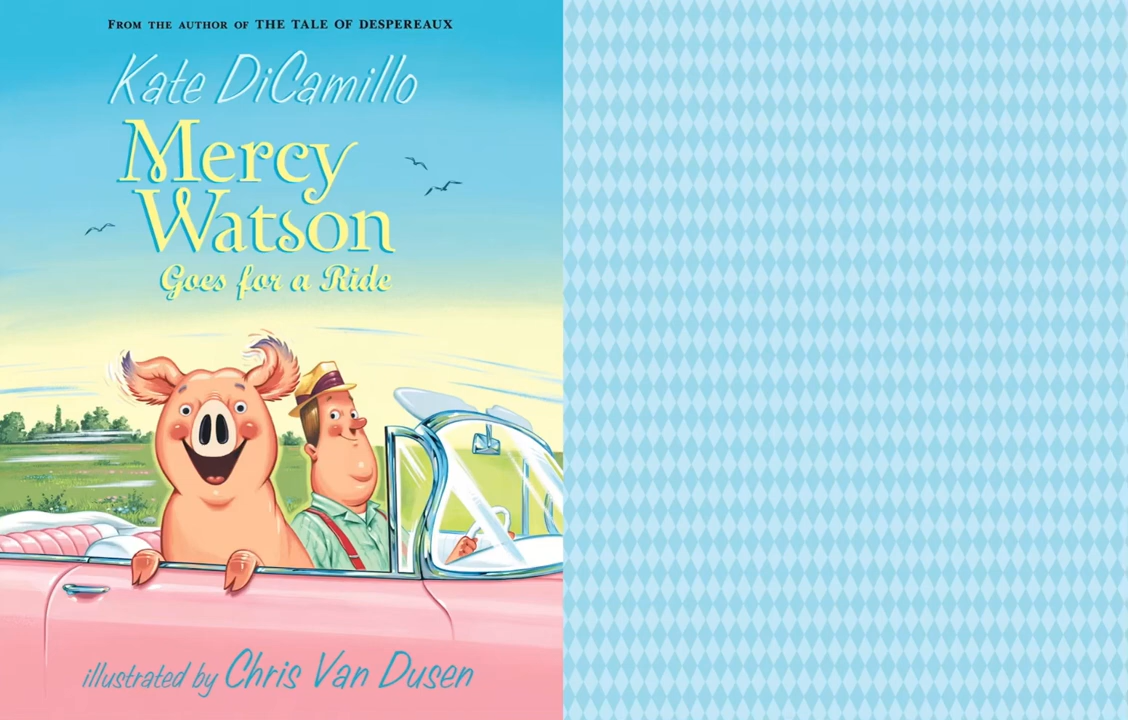 FROM THE AUTHOR OF THE TALE OF DESPEREAUX
Kate DiCamillo
Mercy
Watson
Goes for a Ride
illustrated by Chris Van Dusen